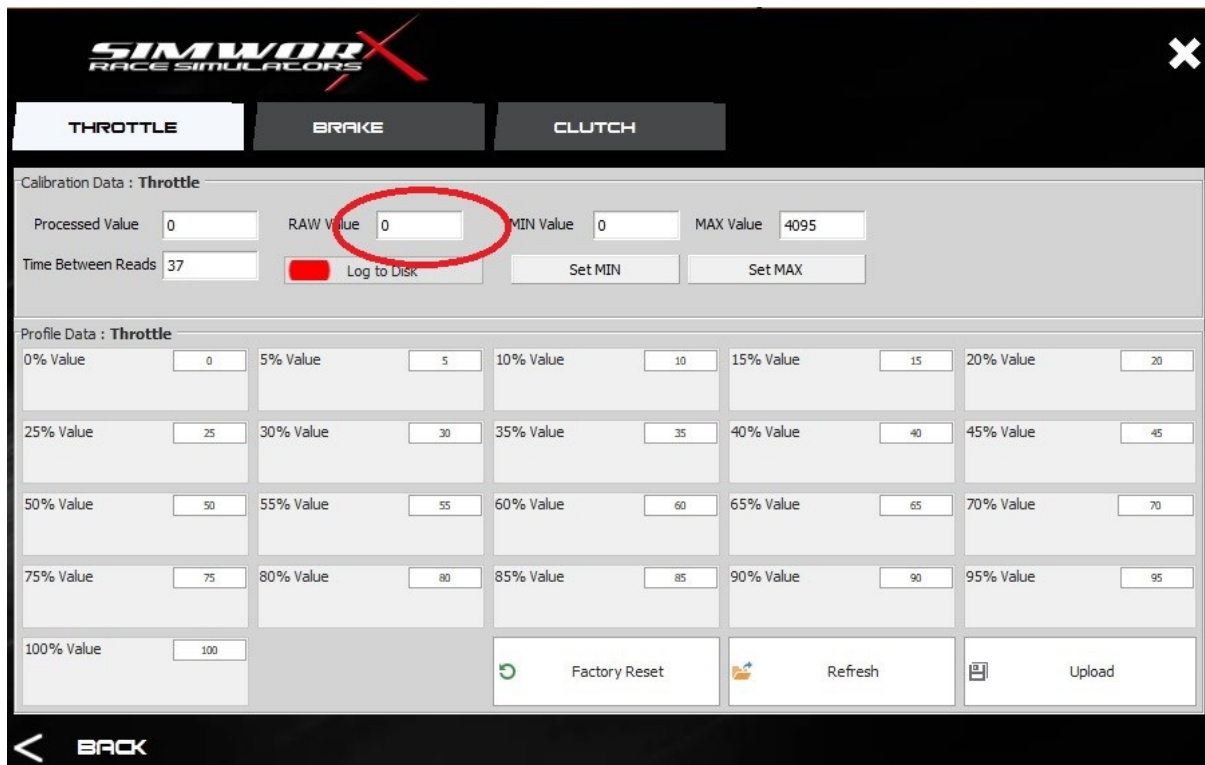 SIMWORX
RACE SIMULATORS
THROTTLE BRAKE CLUTCH
Calibration Data : Throttle
Processed Value 0 RAW Value 0 MIN Value 0 MAX Value 4095
Time Between Reads 37 Log to Disk Set MIN Set MAX
Profile Data : Throttle
0% Value 0 5% Value 5 10% Value 10 15% Value 15 20% Value 20
25% Value 25 30% Value 30 35% Value 35 40% Value 40 45% Value 45
50% Value 50 55% Value 55 60% Value 60 65% Value 65 70% Value 70
75% Value 75 80% Value 80 85% Value 85 90% Value 90 95% Value 95
100% Value 100 Factory Reset Refresh Upload
BACK